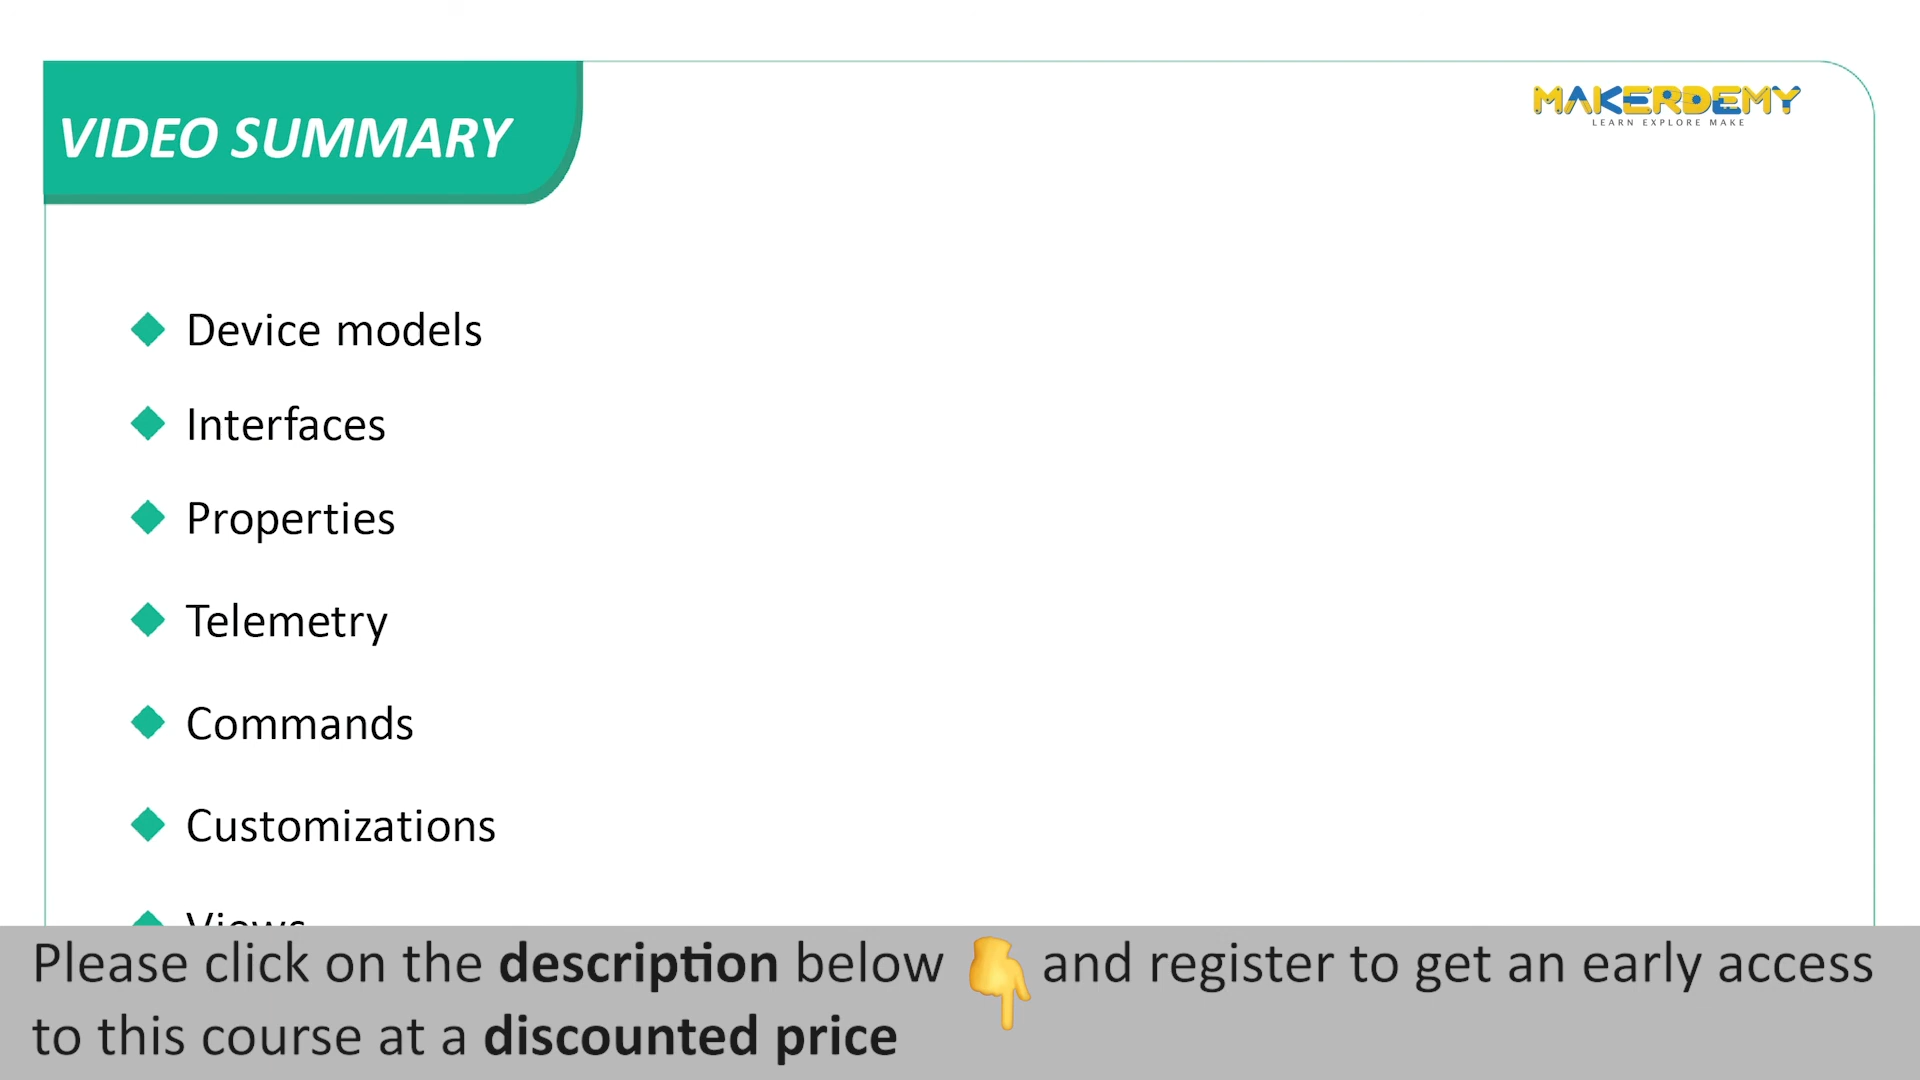 VIDEO SUMMARY
MAKERDEMY
LEARN EXPLORE MAKE
Device models
Interfaces
Properties
Telemetry
Commands
Customizations
Views
Please click on the description below 👇 and register to get an early access
to this course at a discounted price